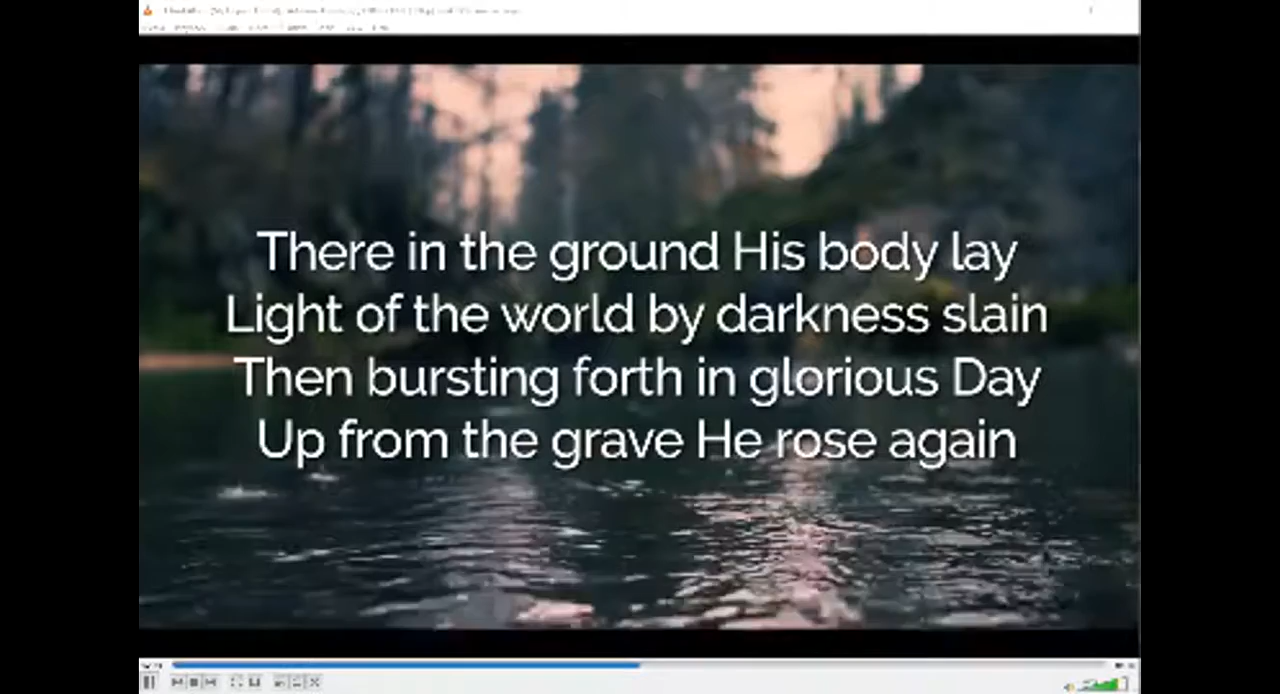 There in the ground His body lay
Light of the world by darkness slain
Then bursting forth in glorious Day
Up from the grave He rose again